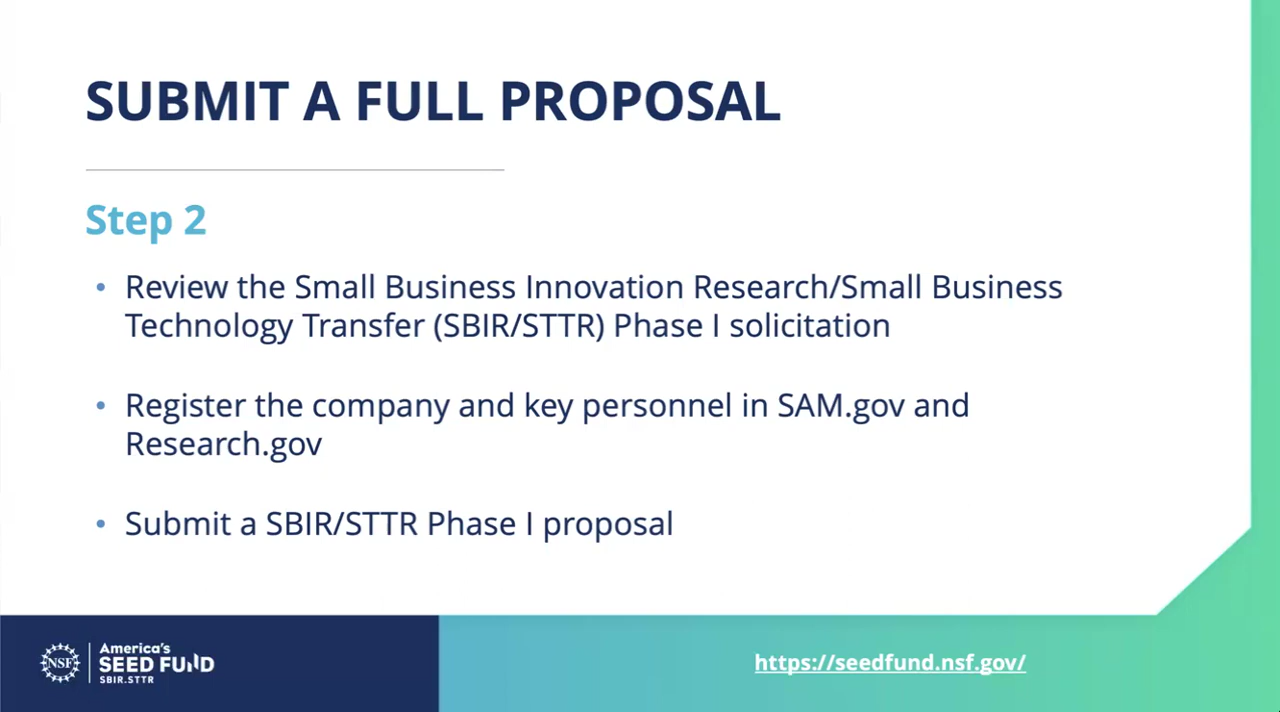 SUBMIT A FULL PROPOSAL
Step 2
• Review the Small Business Innovation Research/Small Business
Technology Transfer (SBIR/STTR) Phase I solicitation
• Register the company and key personnel in SAM.gov and
Research.gov
• Submit a SBIR/STTR Phase I proposal
NSF
America's
SEED FUND
SBIR.STTR
https://seedfund.nsf.gov/